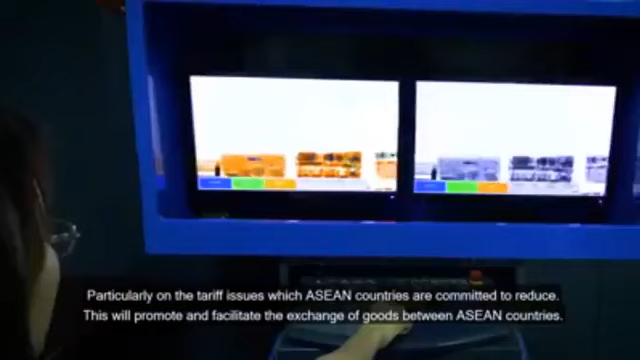 Particularly on the tariff issues which ASEAN countries are committed to reduce.
This will promote and facilitate the exchange of goods between ASEAN countries.